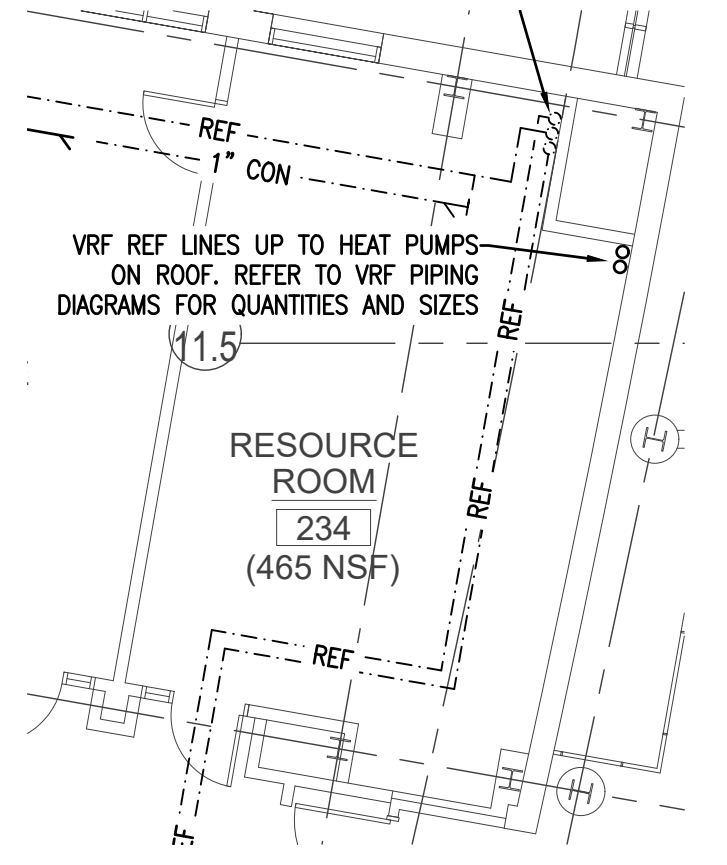 REF
1" CON
VRF REF LINES UP TO HEAT PUMPS
ON ROOF. REFER TO VRF PIPING
DIAGRAMS FOR QUANTITIES AND SIZES
11.5
REF
RESOURCE
ROOM
234
(465 NSF)
REF
REF
REF